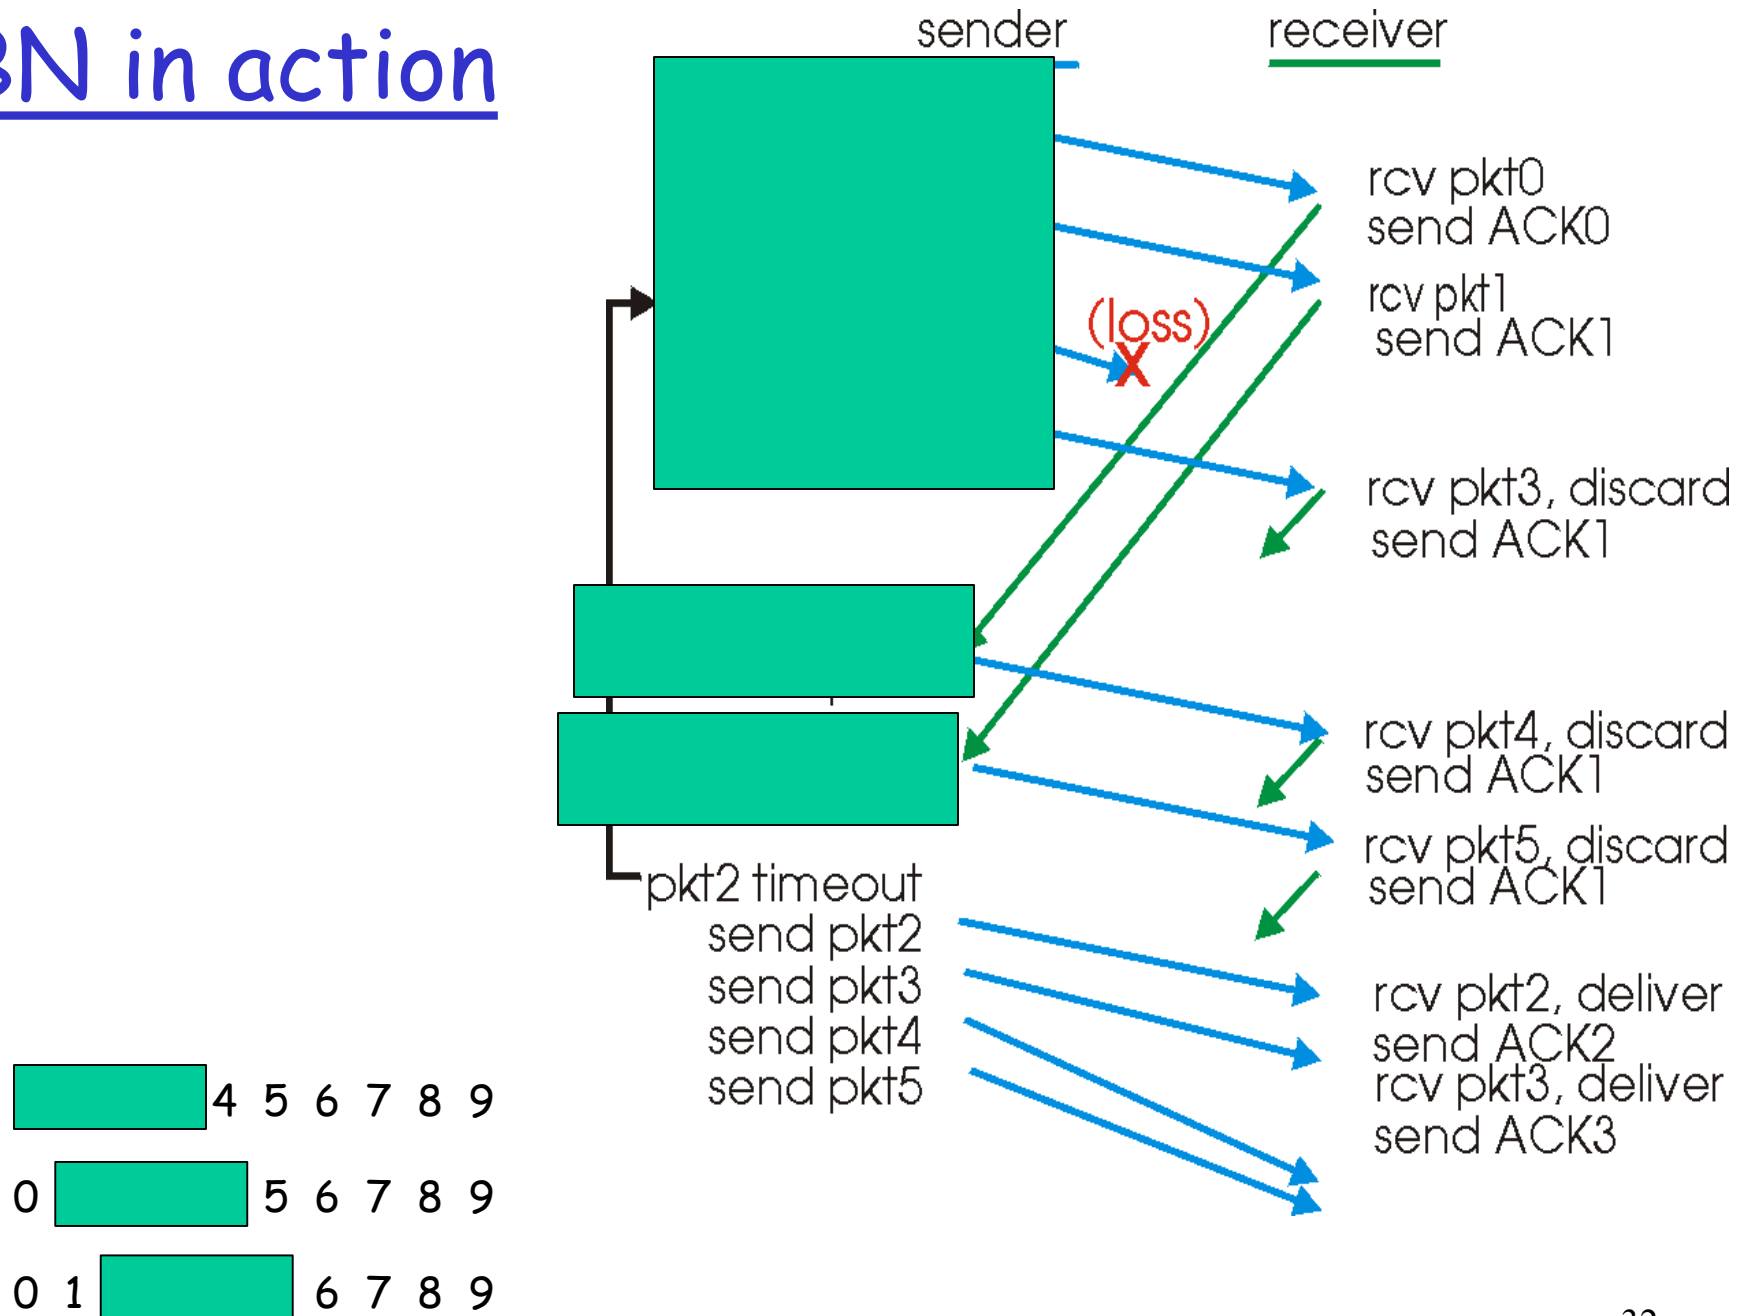 BN in action
sender
receiver
rcv pkt0
send ACK0
rcv pkt1
send ACK1
(loss)
X
rcv pkt3, discard
send ACK1
rcv pkt4, discard
send ACK1
rcv pkt5, discard
send ACK1
pkt2 timeout
send pkt2
send pkt3
send pkt4
send pkt5
rcv pkt2, deliver
send ACK2
rcv pkt3, deliver
send ACK3
4 5 6 7 8 9
0 5 6 7 8 9
0 1 6 7 8 9